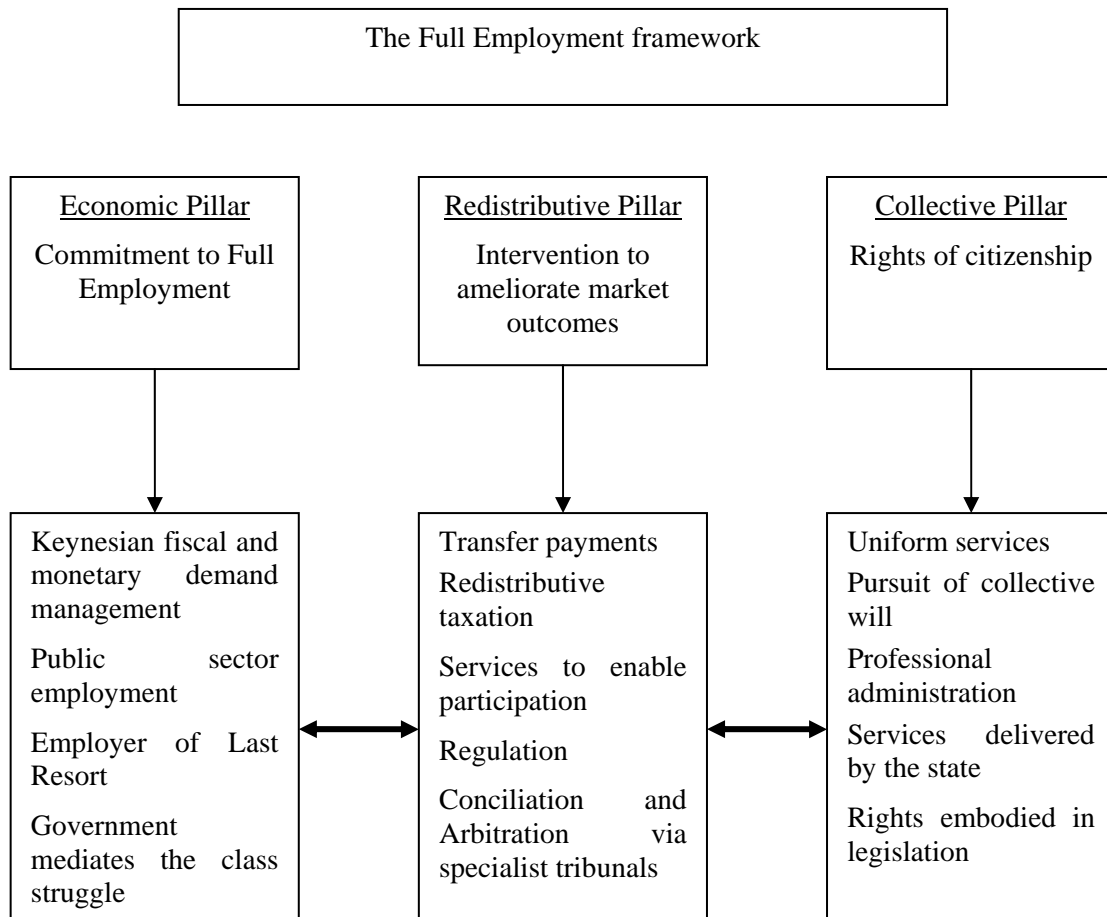 The Full Employment framework
Economic Pillar
Commitment to Full
Employment
Redistributive Pillar
Intervention to
ameliorate market
outcomes
Collective Pillar
Rights of citizenship
Keynesian fiscal and
monetary demand
management
Public sector
employment
Employer of Last
Resort
Government
mediates the class
struggle
Transfer payments
Redistributive
taxation
Services to enable
participation
Regulation
Conciliation and
Arbitration via
specialist tribunals
Uniform services
Pursuit of collective
will
Professional
administration
Services delivered
by the state
Rights embodied in
legislation